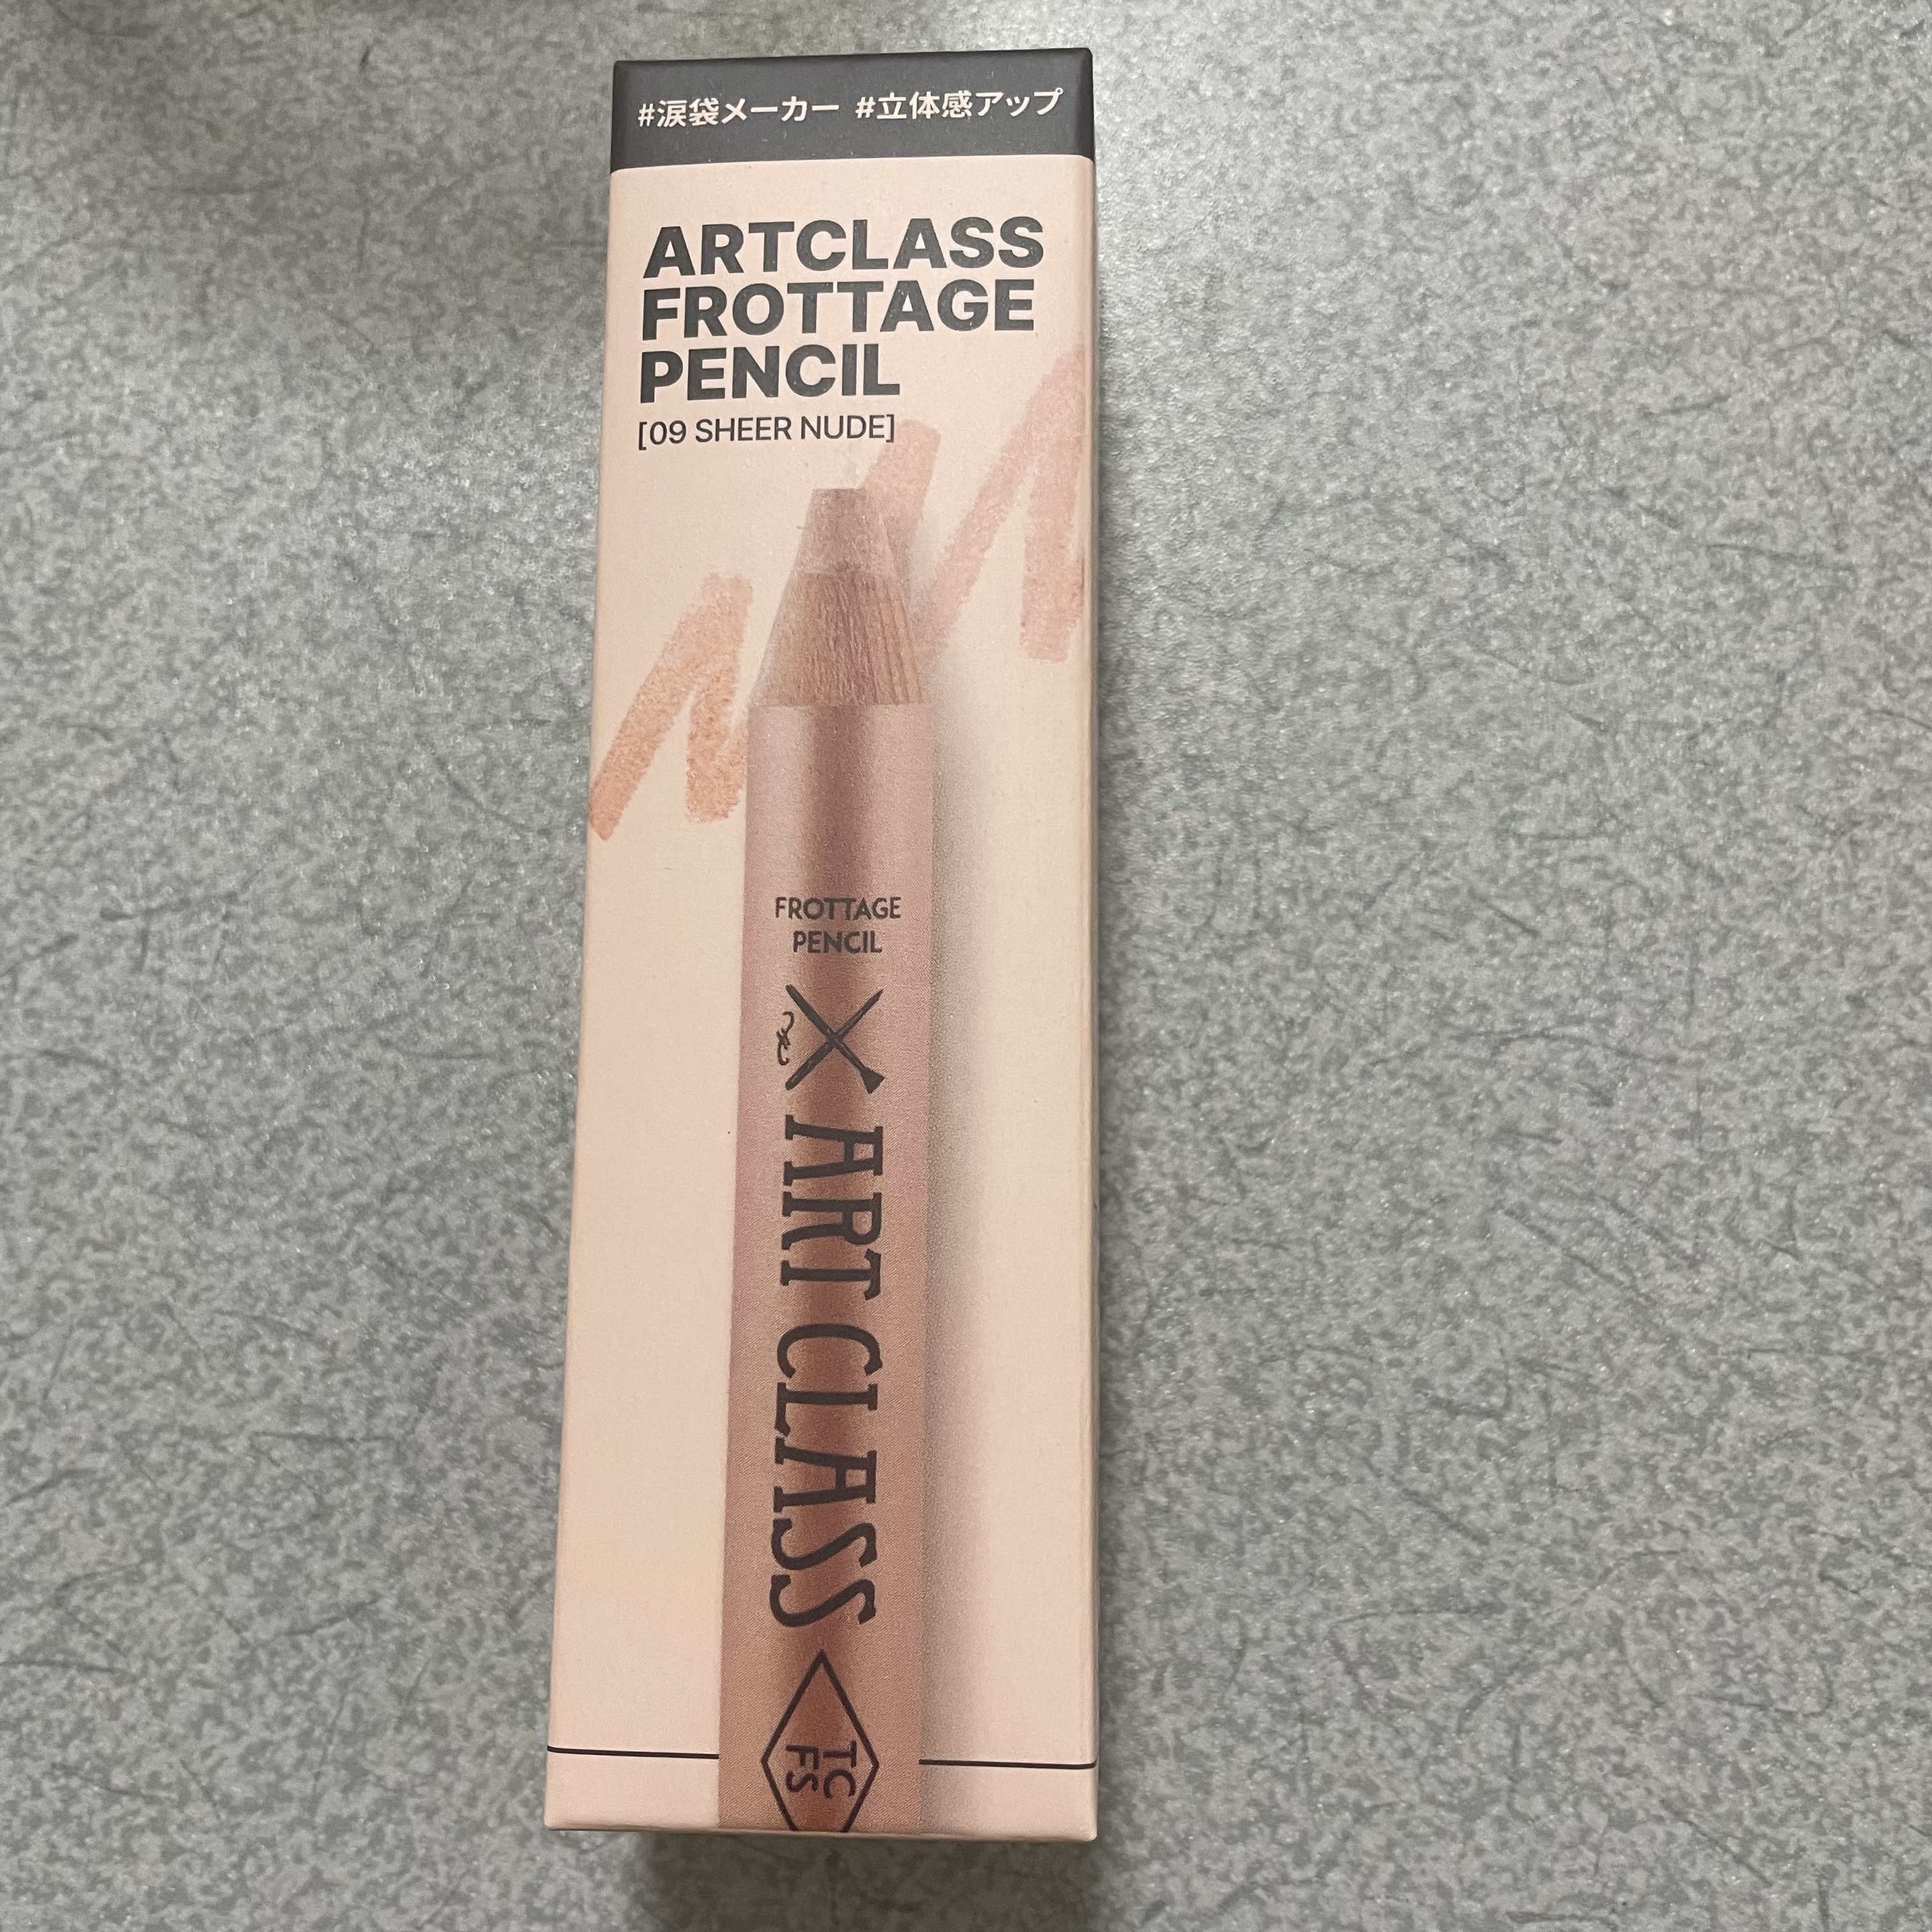 #涙袋メーカー #立体感アップ
ARTCLASS
FROTTAGE
PENCIL
[09 SHEER NUDE]
FROTTAGE
PENCIL
ART CLASS
TC
FS